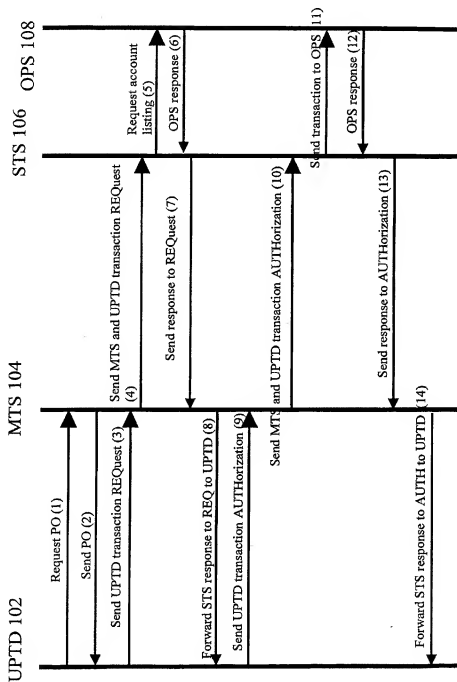 UPTD 102
MTS 104
STS 106
OPS 108
Request PO (1)
Send PO (2)
Send UPTD transaction REQuest (3)
Send MTS and UPTD transaction REQuest
(4)
Request account
listing (5)
OPS response (6)
Send response to REQuest (7)
Forward STS response to REQ to UPTD (8)
Send UPTD transaction AUTHorization (9)
Send MTS and UPTD transaction AUTHorization (10)
Send transaction to OPS (11)
OPS response (12)
Send response to AUTHorization (13)
Forward STS response to AUTH to UPTD (14)